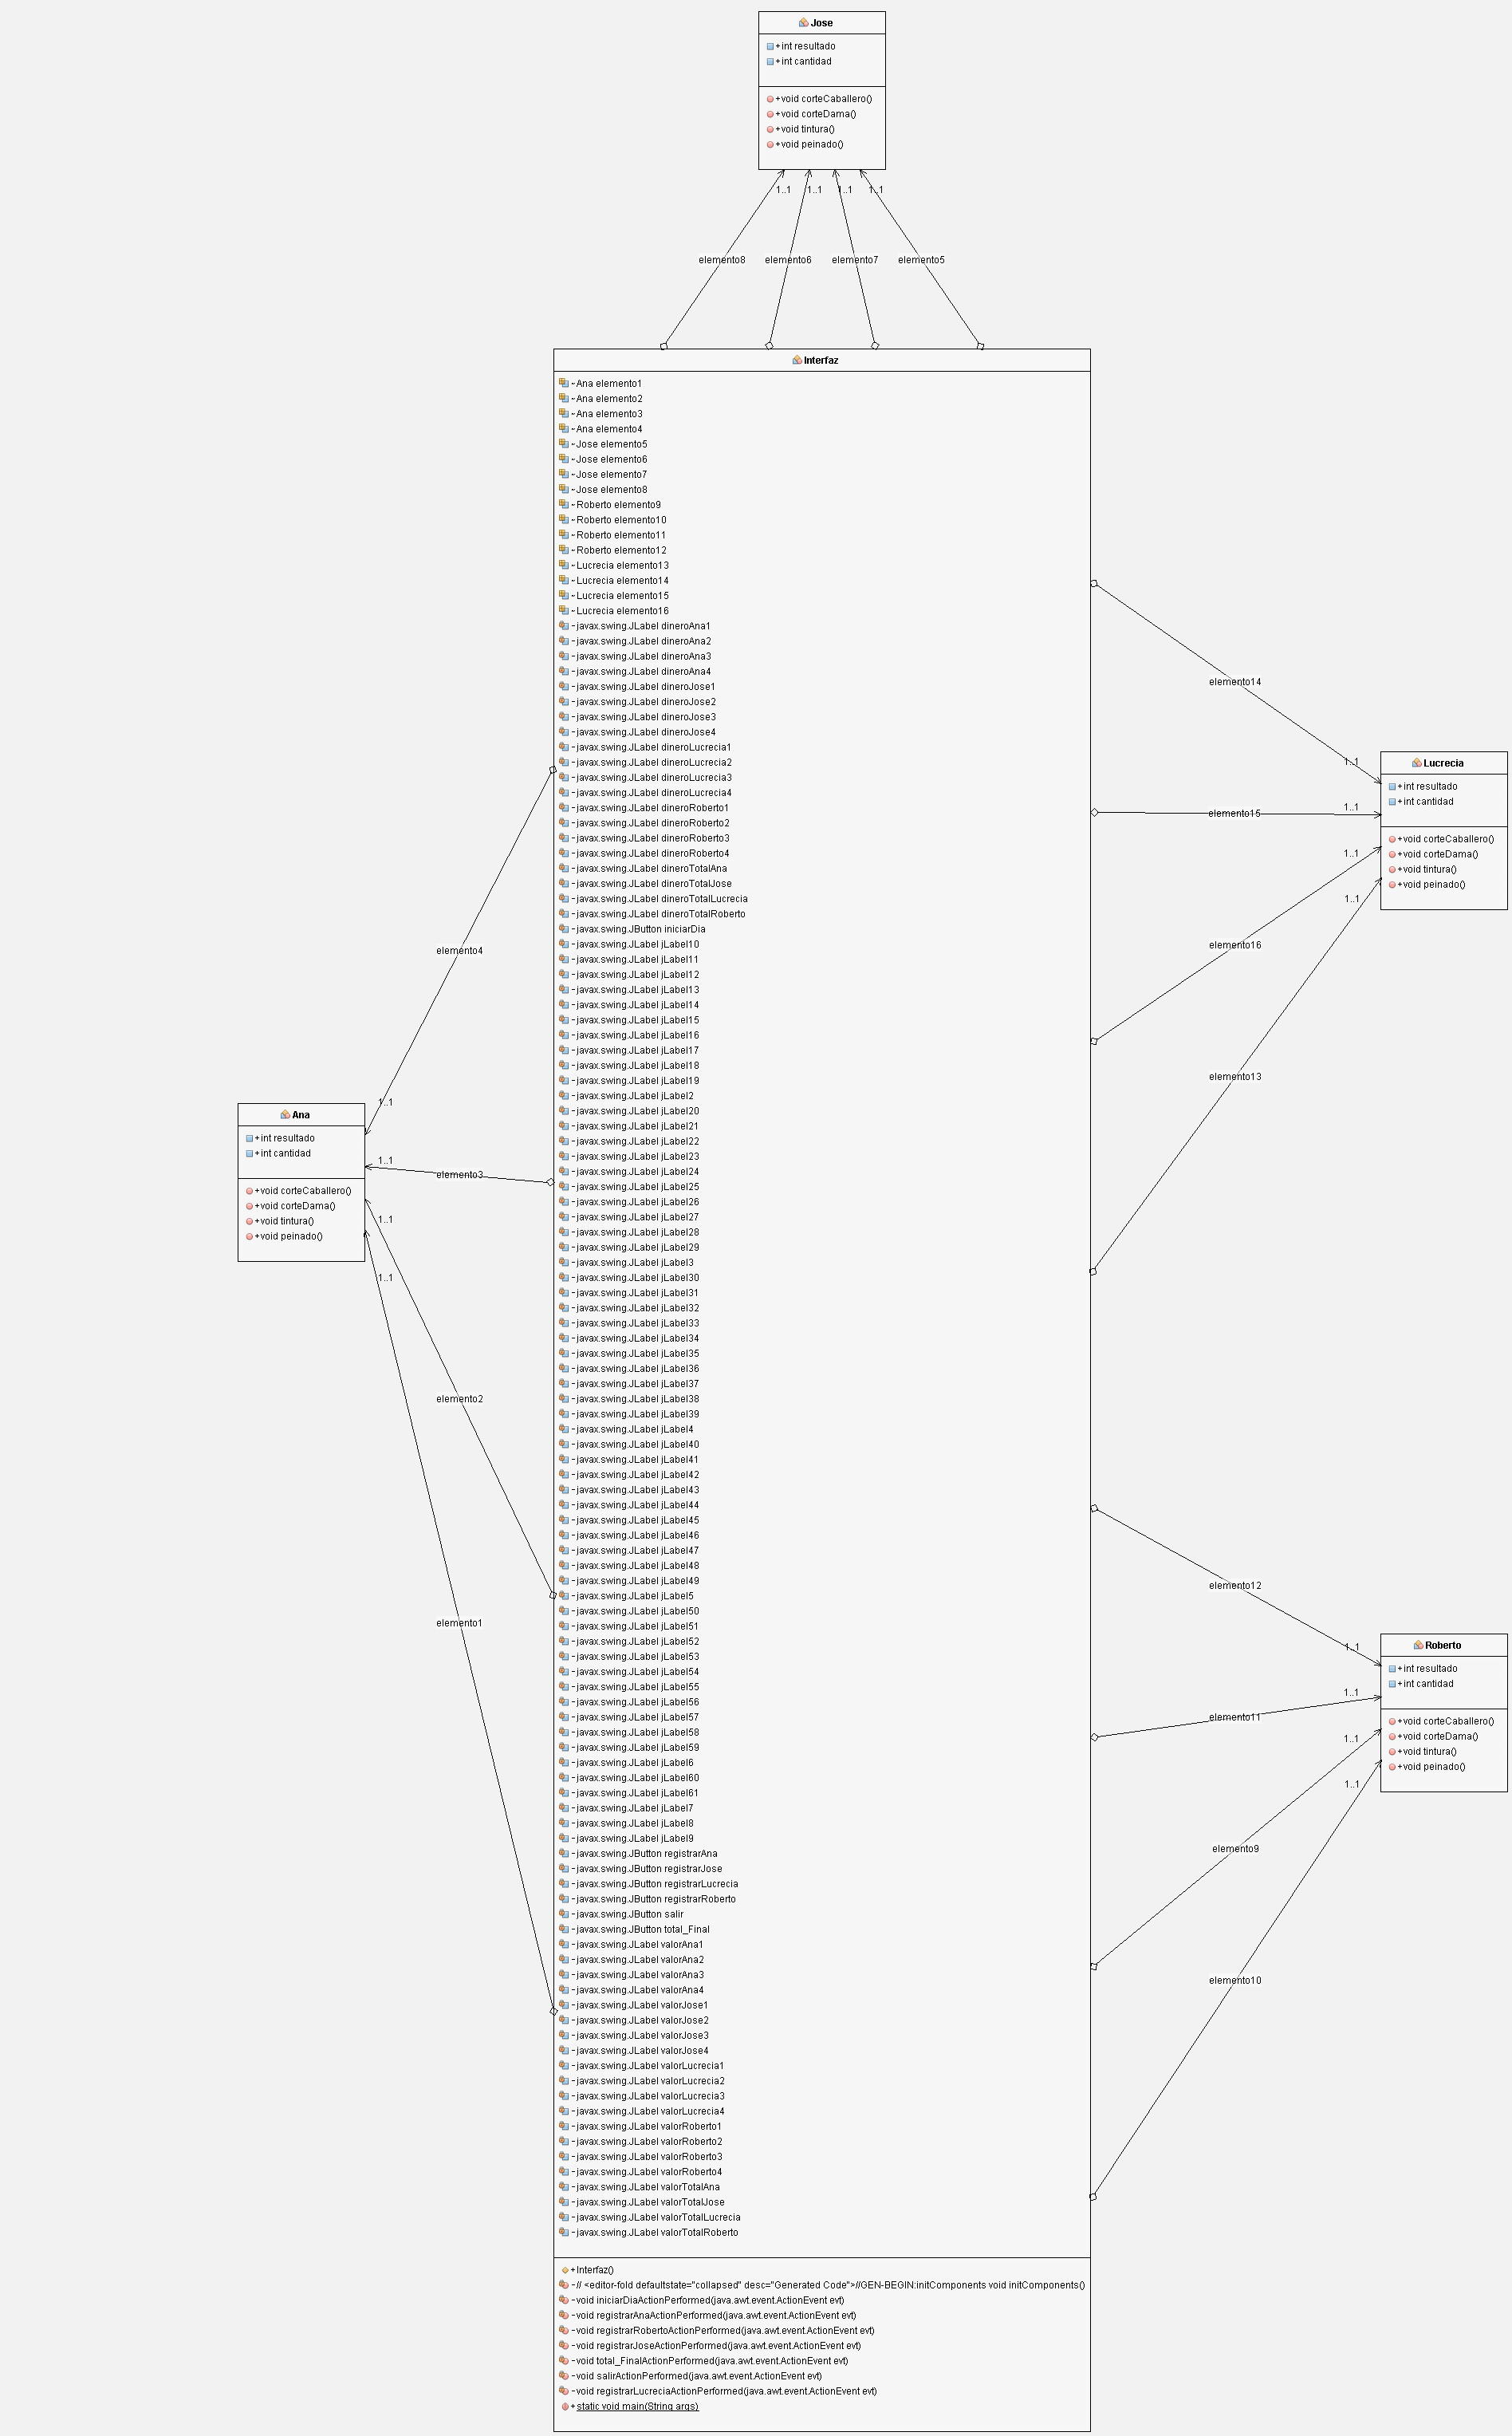 Jose
+int resultado
+int cantidad
+void corteCaballero()
+void corteDama()
+void tintura()
+void peinado()
1..1
1..1
1..1
1..1
elemento8
elemento6
elemento7
elemento5
Interfaz
~Ana elemento1
~Ana elemento2
~Ana elemento3
~Ana elemento4
~Jose elemento5
~Jose elemento6
~Jose elemento7
~Jose elemento8
~Roberto elemento9
~Roberto elemento10
~Roberto elemento11
~Roberto elemento12
~Lucrecia elemento13
~Lucrecia elemento14
~Lucrecia elemento15
~Lucrecia elemento16
-javax.swing.JLabel dineroAna1
-javax.swing.JLabel dineroAna2
-javax.swing.JLabel dineroAna3
-javax.swing.JLabel dineroAna4
-javax.swing.JLabel dineroJose1
-javax.swing.JLabel dineroJose2
-javax.swing.JLabel dineroJose3
-javax.swing.JLabel dineroJose4
-javax.swing.JLabel dineroLucrecia1
-javax.swing.JLabel dineroLucrecia2
-javax.swing.JLabel dineroLucrecia3
-javax.swing.JLabel dineroLucrecia4
-javax.swing.JLabel dineroRoberto1
-javax.swing.JLabel dineroRoberto2
-javax.swing.JLabel dineroRoberto3
-javax.swing.JLabel dineroRoberto4
-javax.swing.JLabel dineroTotalAna
-javax.swing.JLabel dineroTotalJose
-javax.swing.JLabel dineroTotalLucrecia
-javax.swing.JLabel dineroTotalRoberto
-javax.swing.JButton iniciarDia
-javax.swing.JLabel jLabel10
-javax.swing.JLabel jLabel11
-javax.swing.JLabel jLabel12
-javax.swing.JLabel jLabel13
-javax.swing.JLabel jLabel14
-javax.swing.JLabel jLabel15
-javax.swing.JLabel jLabel16
-javax.swing.JLabel jLabel17
-javax.swing.JLabel jLabel18
-javax.swing.JLabel jLabel19
-javax.swing.JLabel jLabel2
-javax.swing.JLabel jLabel20
-javax.swing.JLabel jLabel21
-javax.swing.JLabel jLabel22
-javax.swing.JLabel jLabel23
-javax.swing.JLabel jLabel24
-javax.swing.JLabel jLabel25
-javax.swing.JLabel jLabel26
-javax.swing.JLabel jLabel27
-javax.swing.JLabel jLabel28
-javax.swing.JLabel jLabel29
-javax.swing.JLabel jLabel3
-javax.swing.JLabel jLabel30
-javax.swing.JLabel jLabel31
-javax.swing.JLabel jLabel32
-javax.swing.JLabel jLabel33
-javax.swing.JLabel jLabel34
-javax.swing.JLabel jLabel35
-javax.swing.JLabel jLabel36
-javax.swing.JLabel jLabel37
-javax.swing.JLabel jLabel38
-javax.swing.JLabel jLabel39
-javax.swing.JLabel jLabel4
-javax.swing.JLabel jLabel40
-javax.swing.JLabel jLabel41
-javax.swing.JLabel jLabel42
-javax.swing.JLabel jLabel43
-javax.swing.JLabel jLabel44
-javax.swing.JLabel jLabel45
-javax.swing.JLabel jLabel46
-javax.swing.JLabel jLabel47
-javax.swing.JLabel jLabel48
-javax.swing.JLabel jLabel49
-javax.swing.JLabel jLabel5
-javax.swing.JLabel jLabel50
-javax.swing.JLabel jLabel51
-javax.swing.JLabel jLabel52
-javax.swing.JLabel jLabel53
-javax.swing.JLabel jLabel54
-javax.swing.JLabel jLabel55
-javax.swing.JLabel jLabel56
-javax.swing.JLabel jLabel57
-javax.swing.JLabel jLabel58
-javax.swing.JLabel jLabel59
-javax.swing.JLabel jLabel6
-javax.swing.JLabel jLabel60
-javax.swing.JLabel jLabel61
-javax.swing.JLabel jLabel7
-javax.swing.JLabel jLabel8
-javax.swing.JLabel jLabel9
-javax.swing.JButton registrarAna
-javax.swing.JButton registrarJose
-javax.swing.JButton registrarLucrecia
-javax.swing.JButton registrarRoberto
-javax.swing.JButton salir
-javax.swing.JButton total_Final
-javax.swing.JLabel valorAna1
-javax.swing.JLabel valorAna2
-javax.swing.JLabel valorAna3
-javax.swing.JLabel valorAna4
-javax.swing.JLabel valorJose1
-javax.swing.JLabel valorJose2
-javax.swing.JLabel valorJose3
-javax.swing.JLabel valorJose4
-javax.swing.JLabel valorLucrecia1
-javax.swing.JLabel valorLucrecia2
-javax.swing.JLabel valorLucrecia3
-javax.swing.JLabel valorLucrecia4
-javax.swing.JLabel valorRoberto1
-javax.swing.JLabel valorRoberto2
-javax.swing.JLabel valorRoberto3
-javax.swing.JLabel valorRoberto4
-javax.swing.JLabel valorTotalAna
-javax.swing.JLabel valorTotalJose
-javax.swing.JLabel valorTotalLucrecia
-javax.swing.JLabel valorTotalRoberto
+Interfaz()
-// <editor-fold defaultstate="collapsed" desc="Generated Code">//GEN-BEGIN:initComponents void initComponents()
-void iniciarDiaActionPerformed(java.awt.event.ActionEvent evt)
-void registrarAnaActionPerformed(java.awt.event.ActionEvent evt)
-void registrarRobertoActionPerformed(java.awt.event.ActionEvent evt)
-void registrarJoseActionPerformed(java.awt.event.ActionEvent evt)
-void total_FinalActionPerformed(java.awt.event.ActionEvent evt)
-void salirActionPerformed(java.awt.event.ActionEvent evt)
-void registrarLucreciaActionPerformed(java.awt.event.ActionEvent evt)
+static void main(String args)
elemento4
1..1
Ana
+int resultado
+int cantidad
+void corteCaballero()
+void corteDama()
+void tintura()
+void peinado()
1..1
elemento3
1..1
1..1
elemento2
elemento1
elemento14
1..1
Lucrecia
+int resultado
+int cantidad
+void corteCaballero()
+void corteDama()
+void tintura()
+void peinado()
1..1
elemento15
1..1
1..1
elemento16
elemento13
elemento12
1..1
Roberto
+int resultado
+int cantidad
+void corteCaballero()
+void corteDama()
+void tintura()
+void peinado()
1..1
elemento11
1..1
1..1
elemento9
elemento10